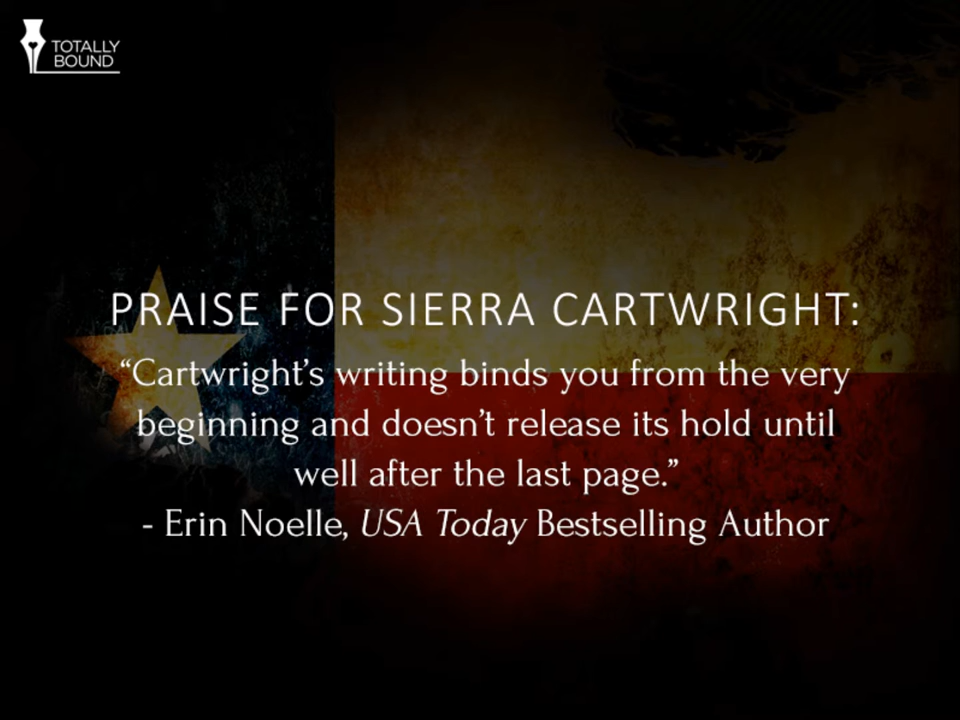 TOTALLY
BOUND
PRAISE FOR SIERRA CARTWRIGHT:
“Cartwright’s writing binds you from the very
beginning and doesn’t release its hold until
well after the last page.”
- Erin Noelle, USA Today Bestselling Author